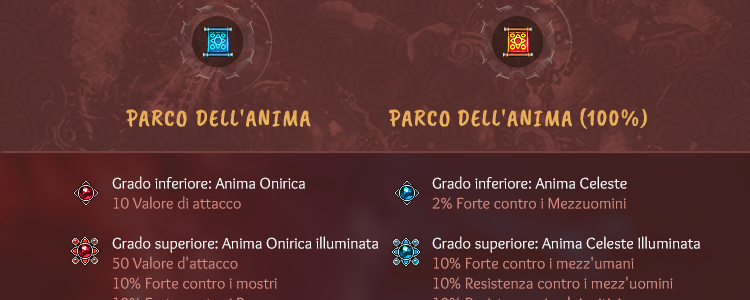 PARCO DELL'ANIMA
PARCO DELL'ANIMA (100%)
Grado inferiore: Anima Onirica
10 Valore di attacco
Grado superiore: Anima Onirica illuminata
50 Valore d'attacco
10% Forte contro i mostri
Grado inferiore: Anima Celeste
2% Forte contro i Mezzuomini
Grado superiore: Anima Celeste Illuminata
10% Forte contro i mezz'umani
10% Resistenza contro i mezz'uomini